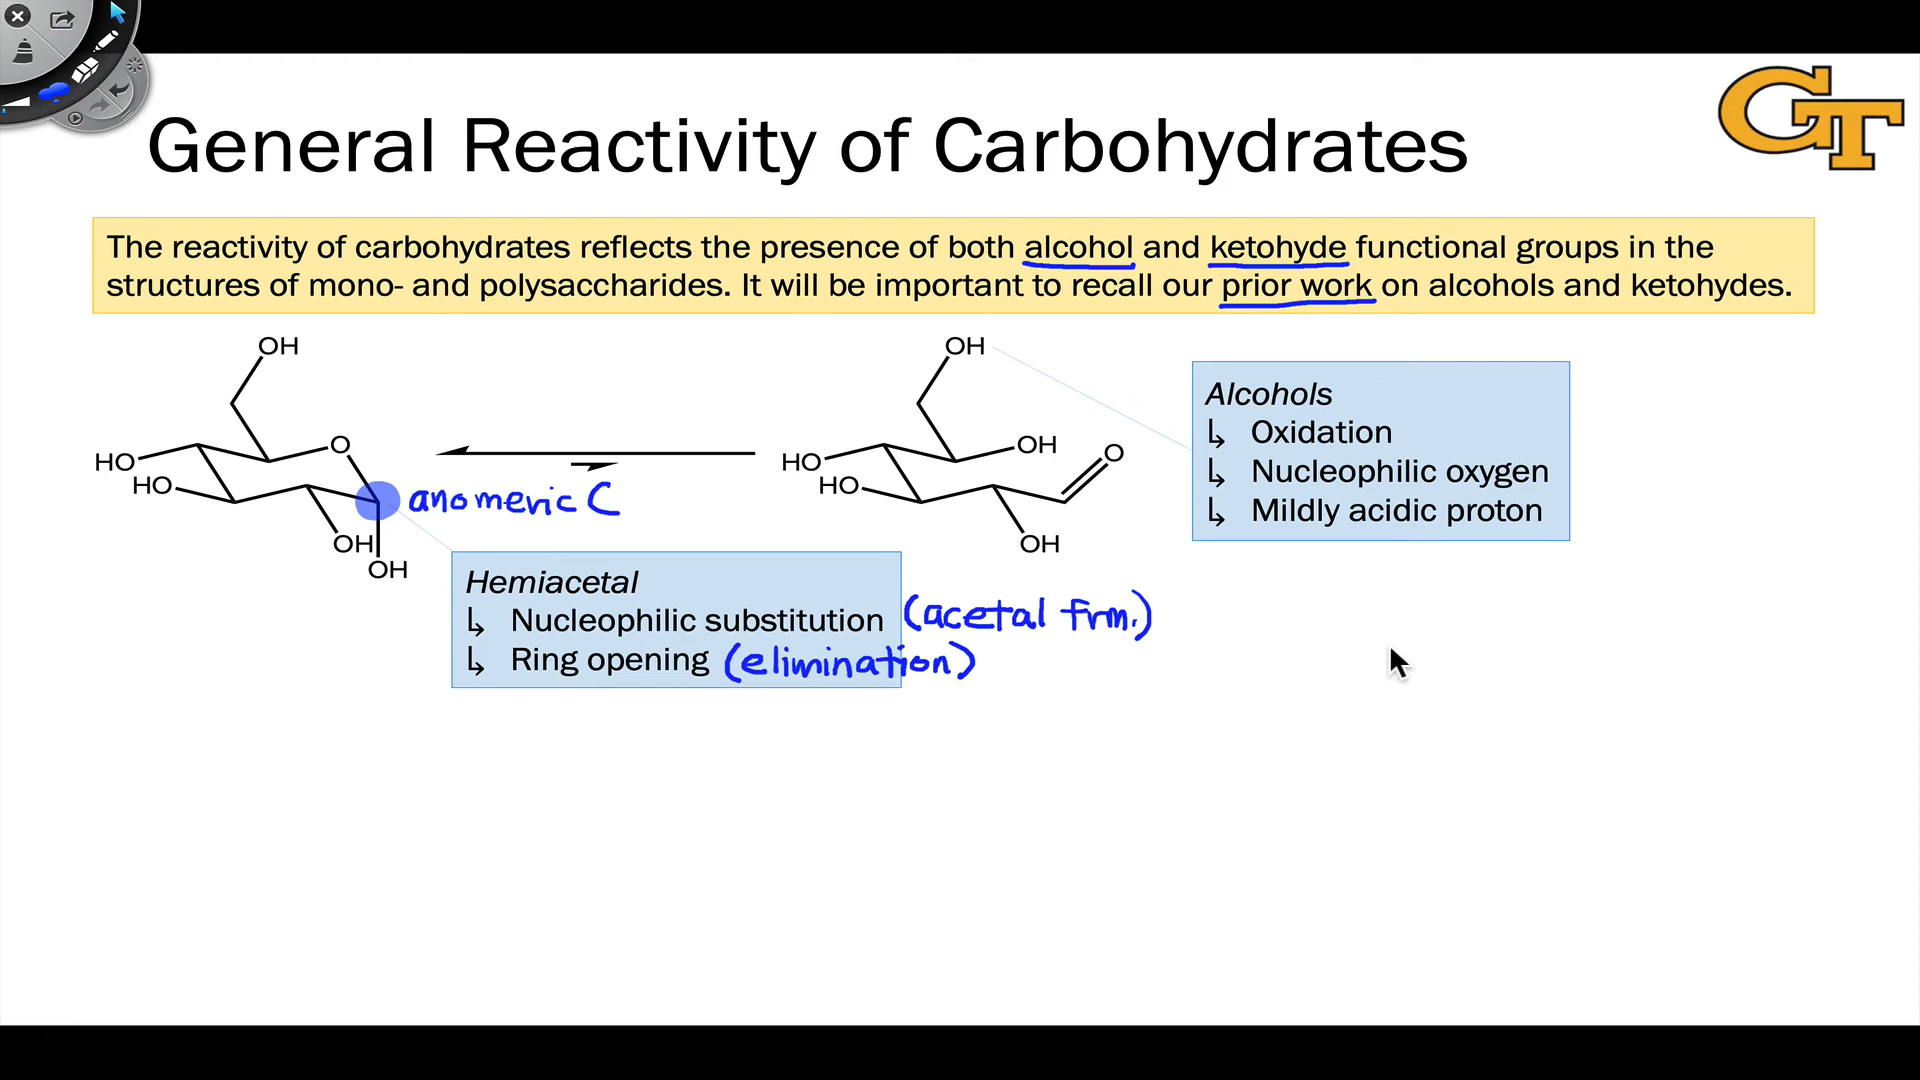 GT
General Reactivity of Carbohydrates
The reactivity of carbohydrates reflects the presence of both alcohol and ketohyde functional groups in the
structures of mono- and polysaccharides. It will be important to recall our prior work on alcohols and ketohydes.
OH
O
HO
HO
OH
OH
anomeric C
OH
HO
HO
OH
O
OH
Alcohols
↳ Oxidation
↳ Nucleophilic oxygen
↳ Mildly acidic proton
Hemiacetal
↳ Nucleophilic substitution (acetal frm.)
↳ Ring opening (elimination)